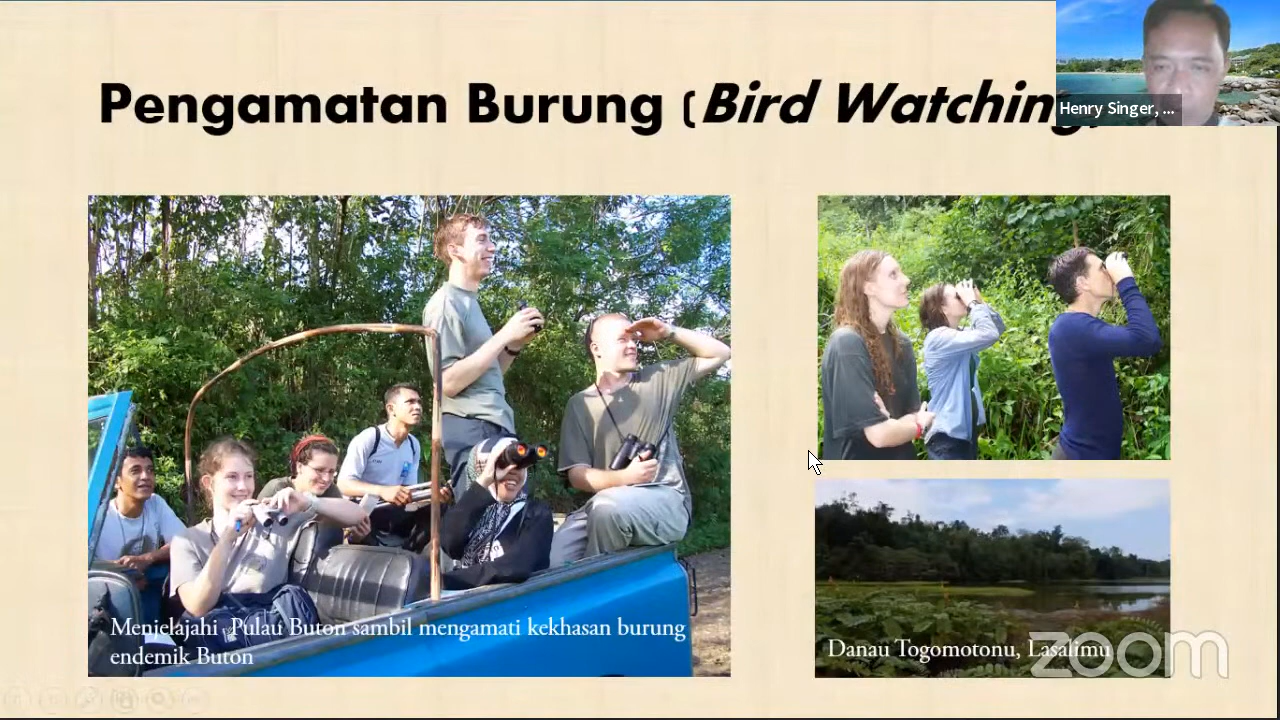 Pengamatan Burung (Bird Watching)
Henry Singer, ...
Menjelajahi Pulau Buton sambil mengamati kekhasan burung
endemik Buton
Danau Togomotonu, Lasalimu
zoom